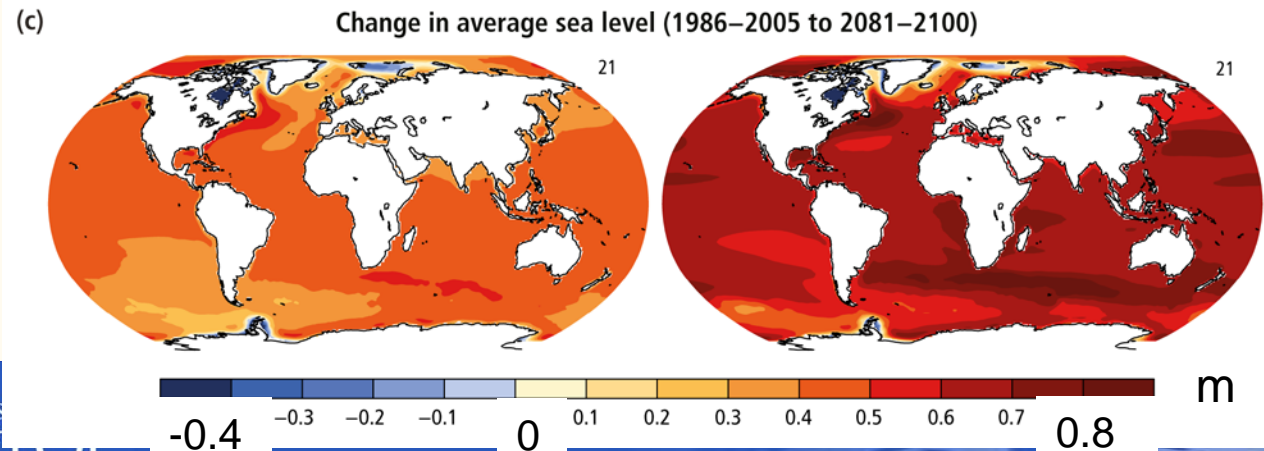 (c) Change in average sea level (1986–2005 to 2081–2100)
21 21
m
-0.4 −0.3 −0.2 −0.1 0 0.1 0.2 0.3 0.4 0.5 0.6 0.7 0.8